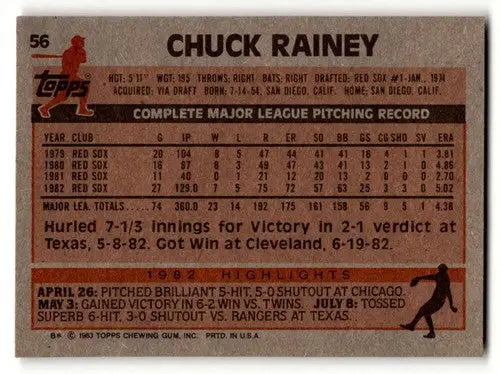 56
CHUCK RAINEY
Topps
HGT: 5'11" WGT: 195 THROWS: RIGHT BATS: RIGHT DRAFTED: RED SOX #1-JAN., 1974
ACQUIRED: VIA DRAFT BORN: 7-14-54, SAN DIEGO, CALIF. HOME: SAN DIEGO, CALIF.
COMPLETE MAJOR LEAGUE PITCHING RECORD
YEAR CLUB G IP W L R ER SO BB GS CG SHO SV ERA
1979 RED SOX 20 104 8 5 47 44 41 41 16 4 1 1 3.81
1980 RED SOX 16 87 8 3 49 47 43 41 13 2 1 0 4.86
1981 RED SOX 11 40 0 1 21 12 20 13 2 0 0 0 2.70
1982 RED SOX 27 129.0 7 5 75 72 57 63 25 3 3 0 5.02
MAJOR LEA. TOTALS 74 360.0 23 14 192 175 161 158 56 9 5 1 4.38
Hurled 7-1/3 innings for Victory in 2-1 verdict at
Texas, 5-8-82. Got Win at Cleveland, 6-19-82.
1982 HIGHLIGHTS
APRIL 26: PITCHED BRILLIANT 5-HIT, 5-0 SHUTOUT AT CHICAGO.
MAY 3: GAINED VICTORY IN 6-2 WIN VS. TWINS. JULY 8: TOSSED
SUPERB 6-HIT, 3-0 SHUTOUT VS. RANGERS AT TEXAS.
B* © 1983 TOPPS CHEWING GUM, INC. PRTD. IN U.S.A.